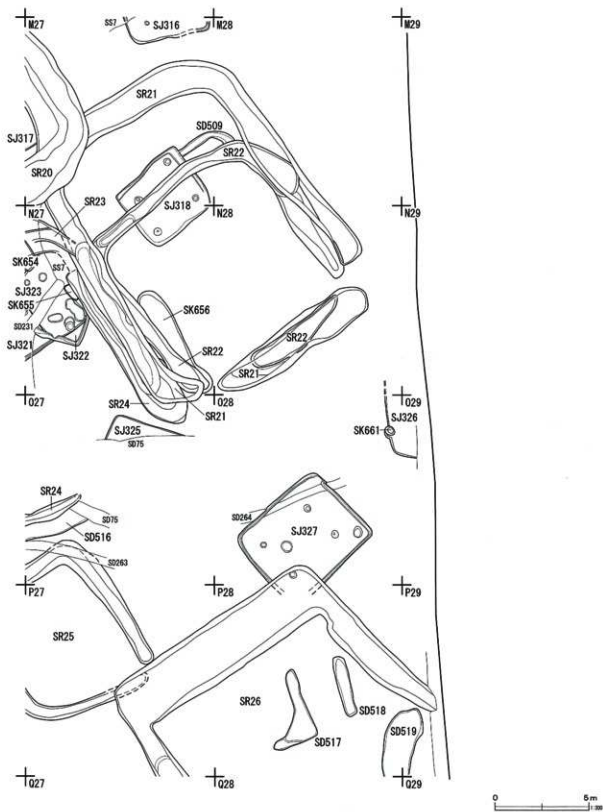 M27
SS7
SJ316
M28
M29
SR21
SD509
SR22
SJ317
SR20
N27
SR23
SJ318
N28
N29
SK654
SS7
SJ323
SK655
SD231
SJ321
SJ322
SK656
SR22
SR22
SR21
SR21
O27
SR24
O28
O29
SJ326
SJ325
SD75
SK661
SR24
SD75
SD516
SD263
SD264
SJ327
P27
P28
P29
SR25
SR26
SD518
SD517
SD519
Q27
Q28
Q29
0
5m